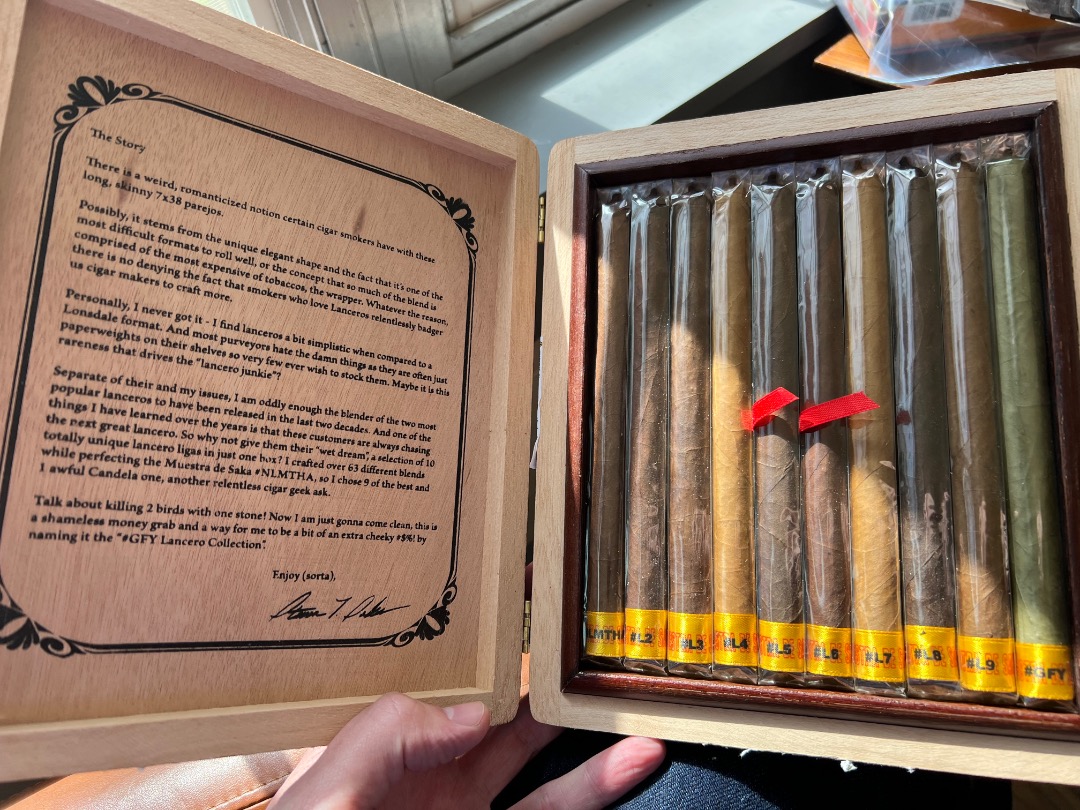 The Story
There is a weird, romanticized notion certain cigar smokers have with these
long, skinny 7x38 parejos.
Possibly, it stems from the unique elegant shape and the fact that it's one of the
most difficult formats to roll well, or the concept that so much of the blend is
comprised of the most expensive of tobaccos, the wrapper. Whatever the reason,
there is no denying the fact that smokers who love Lanceros relentlessly badger
us cigar makers to craft more.
Personally, I never got it - I find lanceros a bit simplistic when compared to a
Lonsdale format. And most purveyors hate the damn things as they are often just
paperweights on their shelves so very few ever wish to stock them. Maybe it is this
rareness that drives the "lancero junkie"?
Separate of their and my issues, I am oddly enough the blender of the two most
popular lanceros to have been released in the last two decades. And one of the
things I have learned over the years is that these customers are always chasing
the next great lancero. So why not give them their "wet dream", a selection of 10
totally unique lancero ligas in just one box? I crafted over 63 different blends
while perfecting the Muestra de Saka #NLMTHA, so I chose 9 of the best and
1 awful Candela one, another relentless cigar geek ask.
Talk about killing 2 birds with one stone! Now I am just gonna come clean, this is
a shameless money grab and a way for me to be a bit of an extra cheeky #$%! by
naming it the "#GFY Lancero Collection".
Enjoy (sorta),
LMTH
#L2
#L3
#L4
#L5
#L6
#L7
#L8
#L9
#GFY